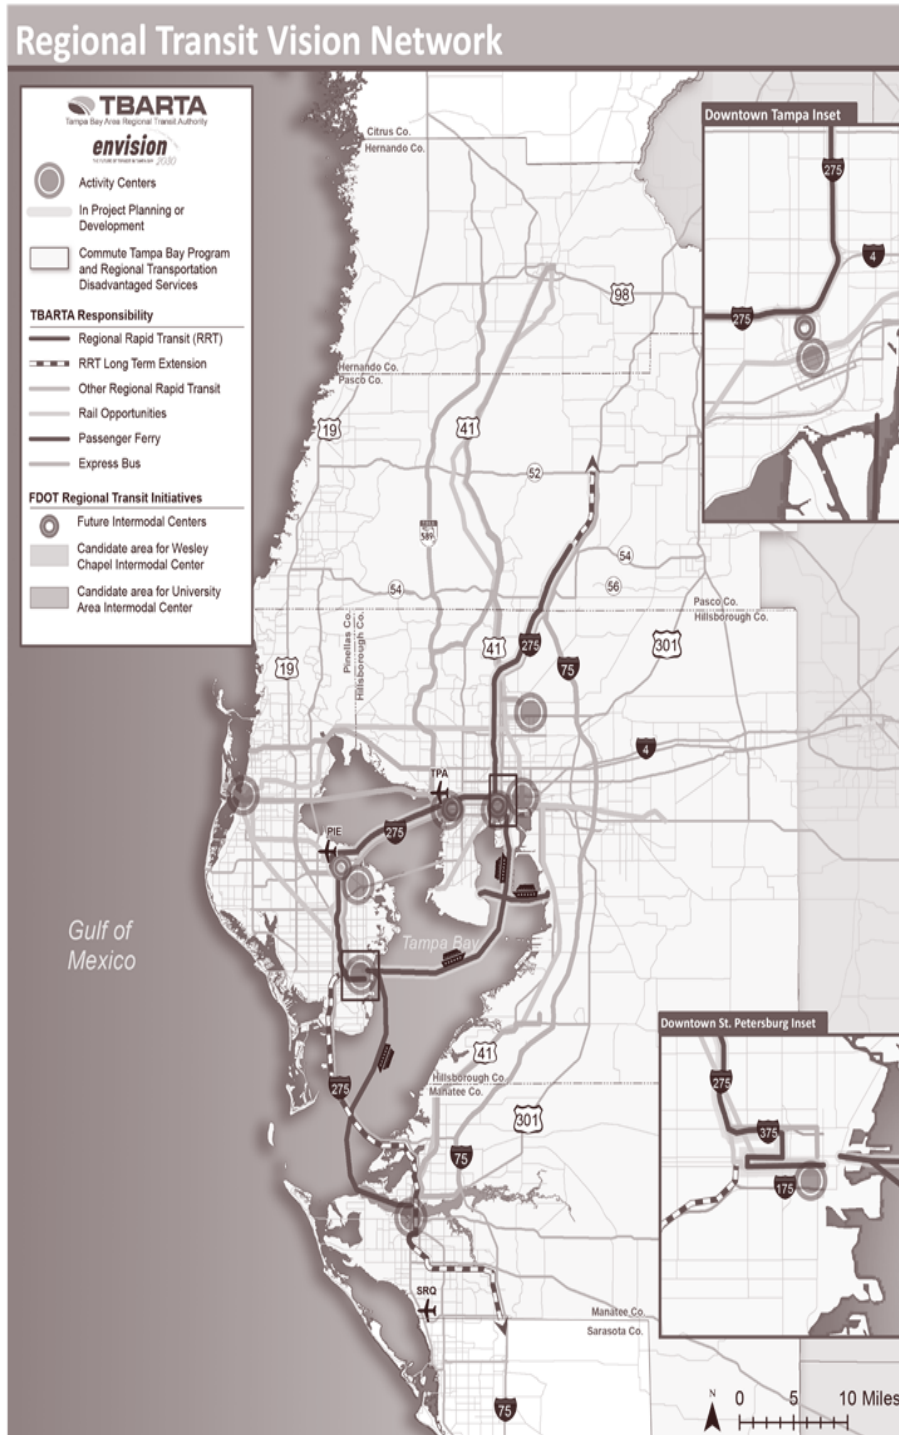 Regional Transit Vision Network
TBARTA
Tampa Bay Area Regional Transit Authority
envision
2030
Activity Centers
In Project Planning or
Development
Commute Tampa Bay Program
and Regional Transportation
Disadvantaged Services
TBARTA Responsibility
Regional Rapid Transit (RRT)
RRT Long Term Extension
Other Regional Rapid Transit
Rail Opportunities
Passenger Ferry
Express Bus
FDOT Regional Transit Initiatives
Future Intermodal Centers
Candidate area for Wesley
Chapel Intermodal Center
Candidate area for University
Area Intermodal Center
Citrus Co.
Hernando Co.
98
Hernando Co.
Pasco Co.
19
41
52
589
54
54
56
Pasco Co.
Hillsborough Co.
Pinellas Co.
Hillsborough Co.
41
275
301
19
75
4
TPA
PIE
275
Gulf of
Mexico
Tampa Bay
41
Hillsborough Co.
Manatee Co.
275
301
75
SRQ
Manatee Co.
Sarasota Co.
75
Downtown Tampa Inset
275
4
275
Downtown St. Petersburg Inset
275
375
175
N
0 5 10 Miles